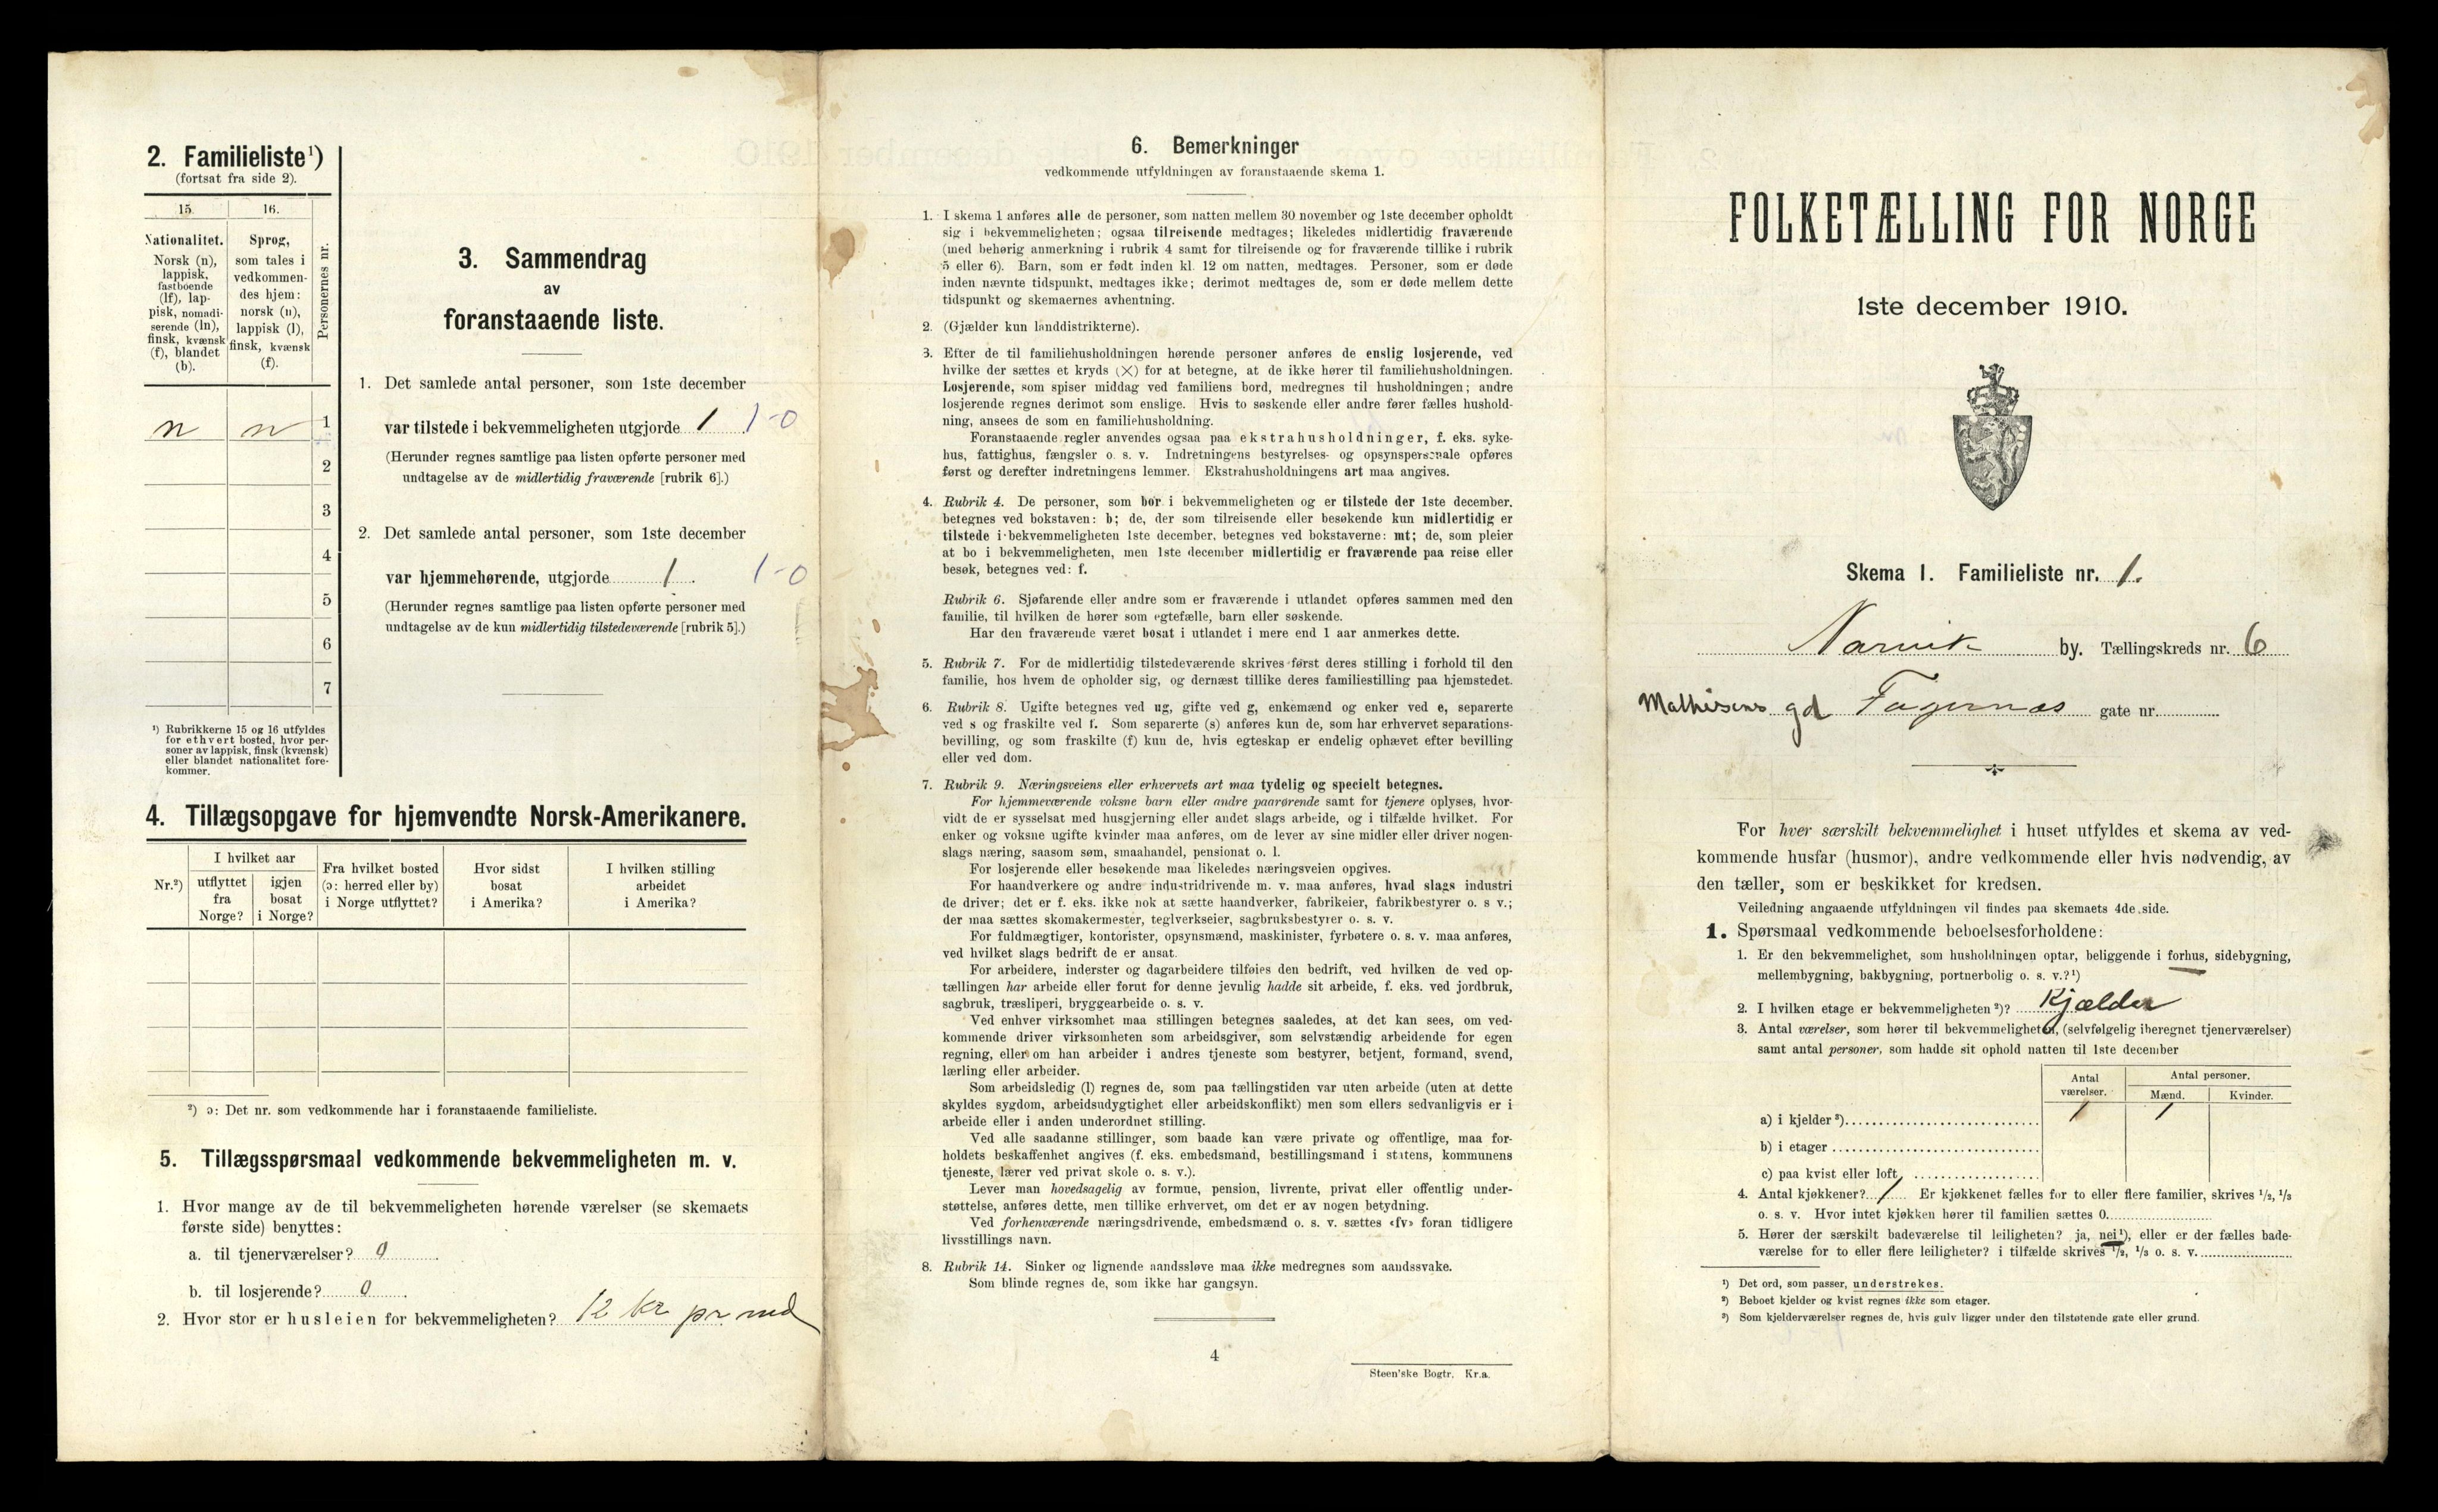 2. Familieliste¹)
(fortsat fra side 2).
15.
16.
Personernes nr.
Nationalitet.
Norsk (n),
lappisk,
fastboende
(lf), lap-
pisk, nomadi-
serende (ln),
finsk, kvænsk
(f), blandet
(b).
Sprog,
som tales i
vedkommen-
des hjem:
norsk (n),
lappisk (l),
finsk, kvænsk
(f).
n n 1
2
3
4
5
6
7
¹) Rubrikkerne 15 og 16 utfyldes
for ethvert bosted, hvor per-
soner av lappisk, finsk (kvænsk)
eller blandet nationalitet fore-
kommer.
3. Sammendrag
av
foranstaaende liste.
1. Det samlede antal personer, som 1ste december
var tilstede i bekvemmeligheten utgjorde 1 1-0
(Herunder regnes samtlige paa listen opførte personer med
undtagelse av de midlertidig fraværende [rubrik 6].)
2. Det samlede antal personer, som 1ste december
var hjemmehørende, utgjorde 1. 1-0
(Herunder regnes samtlige paa listen opførte personer med
undtagelse av de kun midlertidig tilstedeværende [rubrik 5].)
4. Tillægsopgave for hjemvendte Norsk-Amerikanere.
Nr.²)
I hvilket aar
utflyttet
fra
Norge?
igjen
bosat
i Norge?
Fra hvilket bosted
(ɔ: herred eller by)
i Norge utflyttet?
Hvor sidst
bosat
i Amerika?
I hvilken stilling
arbeidet
i Amerika?
²) ɔ: Det nr. som vedkommende har i foranstaaende familieliste.
5. Tillægsspørsmaal vedkommende bekvemmeligheten m. v.
1. Hvor mange av de til bekvemmeligheten hørende værelser (se skemaets
første side) benyttes:
a. til tjenerværelser? 0
b. til losjerende? 0
2. Hvor stor er husleien for bekvemmeligheten? 12 kr pr md
6. Bemerkninger
vedkommende utfyldningen av foranstaaende skema 1.
1. I skema 1 anføres alle de personer, som natten mellem 30 november og 1ste december opholdt
sig i bekvemmeligheten; ogsaa tilreisende medtages; likeledes midlertidig fraværende
(med behørig anmerkning i rubrik 4 samt for tilreisende og for fraværende tillike i rubrik
5 eller 6). Barn, som er født inden kl. 12 om natten, medtages. Personer, som er døde
inden nævnte tidspunkt, medtages ikke; derimot medtages de, som er døde mellem dette
tidspunkt og skemaernes avhentning.
2. (Gjælder kun landdistrikterne).
3. Efter de til familiehusholdningen hørende personer anføres de enslig losjerende, ved
hvilke der sættes et kryds (×) for at betegne, at de ikke hører til familiehusholdningen.
Losjerende, som spiser middag ved familiens bord, medregnes til husholdningen; andre
losjerende regnes derimot som enslige. Hvis to søskende eller andre fører fælles hushold-
ning, ansees de som en familiehusholdning.
Foranstaaende regler anvendes ogsaa paa ekstrahusholdninger, f. eks. syke-
hus, fattighus, fængsler o. s. v. Indretningens bestyrelses- og opsynspersonale opføres
først og derefter indretningens lemmer. Ekstrahusholdningens art maa angives.
4. Rubrik 4. De personer, som bor i bekvemmeligheten og er tilstede der 1ste december,
betegnes ved bokstaven: b; de, der som tilreisende eller besøkende kun midlertidig er
tilstede i bekvemmeligheten 1ste december, betegnes ved bokstaverne: mt; de, som pleier
at bo i bekvemmeligheten, men 1ste december midlertidig er fraværende paa reise eller
besøk, betegnes ved: f.
Rubrik 6. Sjøfarende eller andre som er fraværende i utlandet opføres sammen med den
familie, til hvilken de hører som egtefælle, barn eller søskende.
Har den fraværende været bosat i utlandet i mere end 1 aar anmerkes dette.
5. Rubrik 7. For de midlertidig tilstedeværende skrives først deres stilling i forhold til den
familie, hos hvem de opholder sig, og dernæst tillike deres familiestilling paa hjemstedet.
6. Rubrik 8. Ugifte betegnes ved ug, gifte ved g, enkemænd og enker ved e, separerte
ved s og fraskilte ved f. Som separerte (s) anføres kun de, som har erhvervet separations-
bevilling, og som fraskilte (f) kun de, hvis egteskap er endelig ophævet efter bevilling
eller ved dom.
7. Rubrik 9. Næringsveiens eller erhvervets art maa tydelig og specielt betegnes.
For hjemmeværende voksne barn eller andre paarørende samt for tjenere oplyses, hvor-
vidt de er sysselsat med husgjerning eller andet slags arbeide, og i tilfælde hvilket. For
enker og voksne ugifte kvinder maa anføres, om de lever av sine midler eller driver nogen-
slags næring, saasom søm, smaahandel, pensionat o. l.
For losjerende eller besøkende maa likeledes næringsveien opgives.
For haandverkere og andre industridrivende m. v. maa anføres, hvad slags industri
de driver; det er f. eks. ikke nok at sætte haandverker, fabrikeier, fabrikbestyrer o. s v.;
der maa sættes skomakermester, teglverkseier, sagbruksbestyrer o. s. v.
For fuldmægtiger, kontorister, opsynsmænd, maskinister, fyrbøtere o. s. v. maa anføres,
ved hvilket slags bedrift de er ansat.
For arbeidere, inderster og dagarbeidere tilføies den bedrift, ved hvilken de ved op-
tællingen har arbeide eller førut for denne jevnlig hadde sit arbeide, f. eks. ved jordbruk,
sagbruk, træsliperi, bryggearbeide o. s. v.
Ved enhver virksomhet maa stillingen betegnes saaledes, at det kan sees, om ved-
kommende driver virksomheten som arbeidsgiver, som selvstændig arbeidende for egen
regning, eller om han arbeider i andres tjeneste som bestyrer, betjent, formand, svend,
lærling eller arbeider.
Som arbeidsledig (l) regnes de, som paa tællingstiden var uten arbeide (uten at dette
skyldes sygdom, arbeidsudygtighet eller arbeidskonflikt) men som ellers sedvanligvis er i
arbeide eller i anden underordnet stilling.
Ved alle saadanne stillinger, som baade kan være private og offentlige, maa for-
holdets beskaffenhet angives (f. eks. embedsmand, bestillingsmand i statens, kommunens
tjeneste, lærer ved privat skole o. s. v.).
Lever man hovedsagelig av formue, pension, livrente, privat eller offentlig under-
støttelse, anføres dette, men tillike erhvervet, om det er av nogen betydning.
Ved forhenværende næringsdrivende, embedsmænd o. s. v. sættes «fv» foran tidligere
livsstillings navn.
8. Rubrik 14. Sinker og lignende aandssløve maa ikke medregnes som aandssvake.
Som blinde regnes de, som ikke har gangsyn.
4
Steen'ske Bogtr. Kr.a.
FOLKETÆLLING FOR NORGE
1ste december 1910.
Skema 1. Familieliste nr. 1.
Narvik by. Tællingskreds nr. 6
Mathisens gd Fagernæs gate nr.
For hver særskilt bekvemmelighet i huset utfyldes et skema av ved-
kommende husfar (husmor), andre vedkommende eller hvis nødvendig, av
den tæller, som er beskikket for kredsen.
Veiledning angaaende utfyldningen vil findes paa skemaets 4de side.
1. Spørsmaal vedkommende beboelsesforholdene:
1. Er den bekvemmelighet, som husholdningen optar, beliggende i forhus, sidebygning,
mellembygning, bakbygning, portnerbolig o. s. v.?¹)
2. I hvilken etage er bekvemmeligheten²)? Kjælder
3. Antal værelser, som hører til bekvemmeligheten, (selvfølgelig iberegnet tjenerværelser)
samt antal personer, som hadde sit ophold natten til 1ste december
Antal
værelser.
Antal personer.
Mænd.
Kvinder.
a) i kjelder³) 1 1
b) i etager
c) paa kvist eller loft
4. Antal kjøkkener? 1 Er kjøkkenet fælles for to eller flere familier, skrives ¹/₂, ¹/₃
o. s. v. Hvor intet kjøkken hører til familien sættes 0.
5. Hører der særskilt badeværelse til leiligheten? ja, nei¹), eller er der fælles bade-
værelse for to eller flere leiligheter? i tilfælde skrives ¹/₂, ¹/₃ o. s. v.
¹) Det ord, som passer, understrekes.
²) Beboet kjelder og kvist regnes ikke som etager.
³) Som kjelderværelser regnes de, hvis gulv ligger under den tilstøtende gate eller grund.